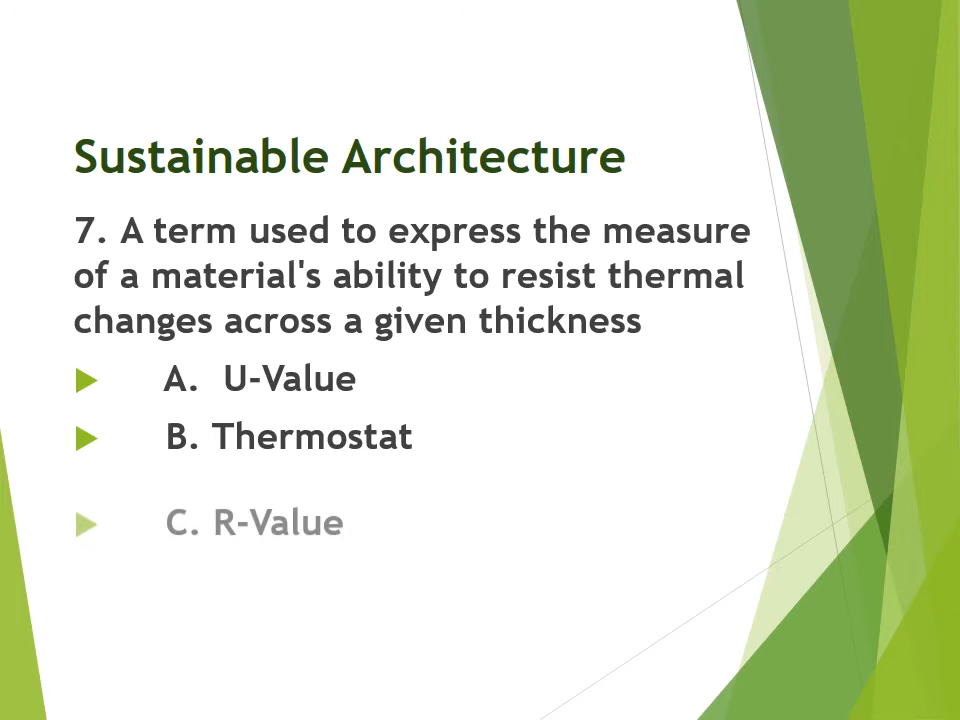 Sustainable Architecture
7. A term used to express the measure
of a material's ability to resist thermal
changes across a given thickness
A. U-Value
B. Thermostat
C. R-Value